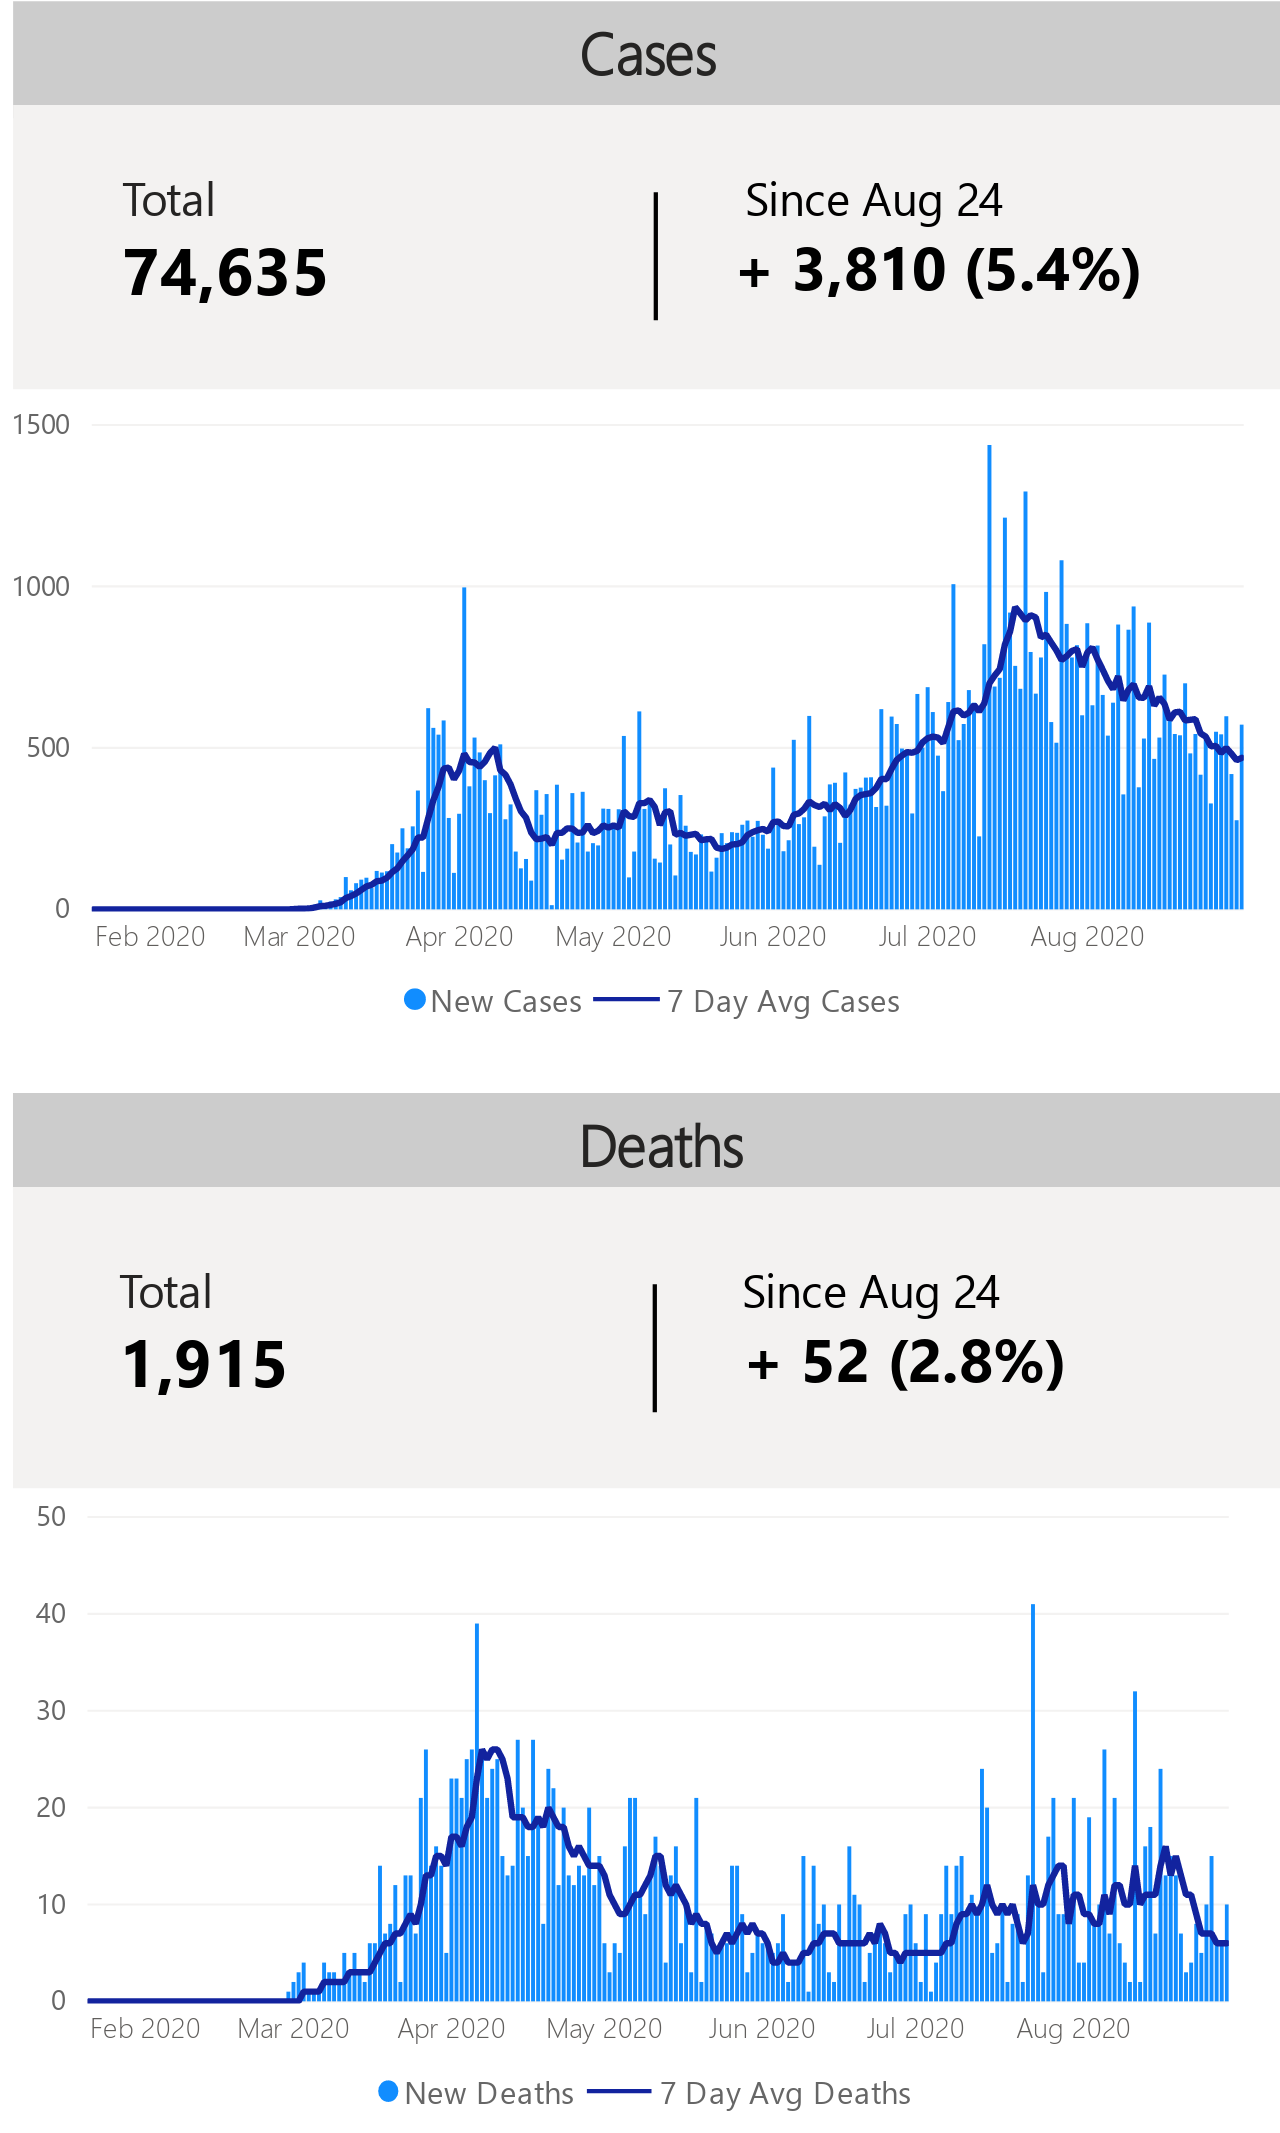 Cases
Total
Since Aug 24
74,635
+ 3,810 (5.4%)
1500
1000
500
0
Feb 2020 Mar 2020 Apr 2020 May 2020 Jun 2020 Jul 2020 Aug 2020
New Cases 7 Day Avg Cases
Deaths
Total
Since Aug 24
1,915
+ 52 (2.8%)
50
40
30
20
10
0
Feb 2020 Mar 2020 Apr 2020 May 2020 Jun 2020 Jul 2020 Aug 2020
New Deaths 7 Day Avg Deaths